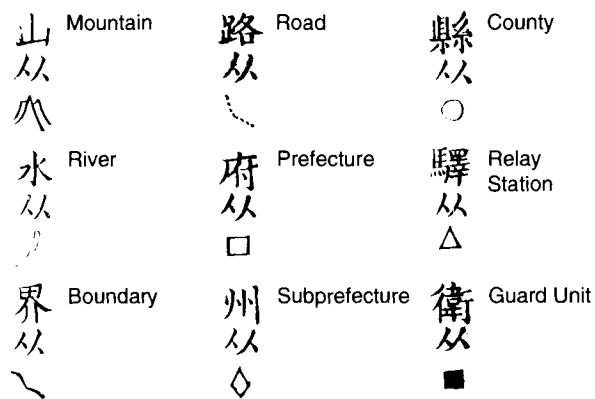 山从
Mountain
路从
Road
縣从
County
水从
River
府从
Prefecture
驛从
Relay
Station
界从
Boundary
州从
Subprefecture
衛从
Guard Unit